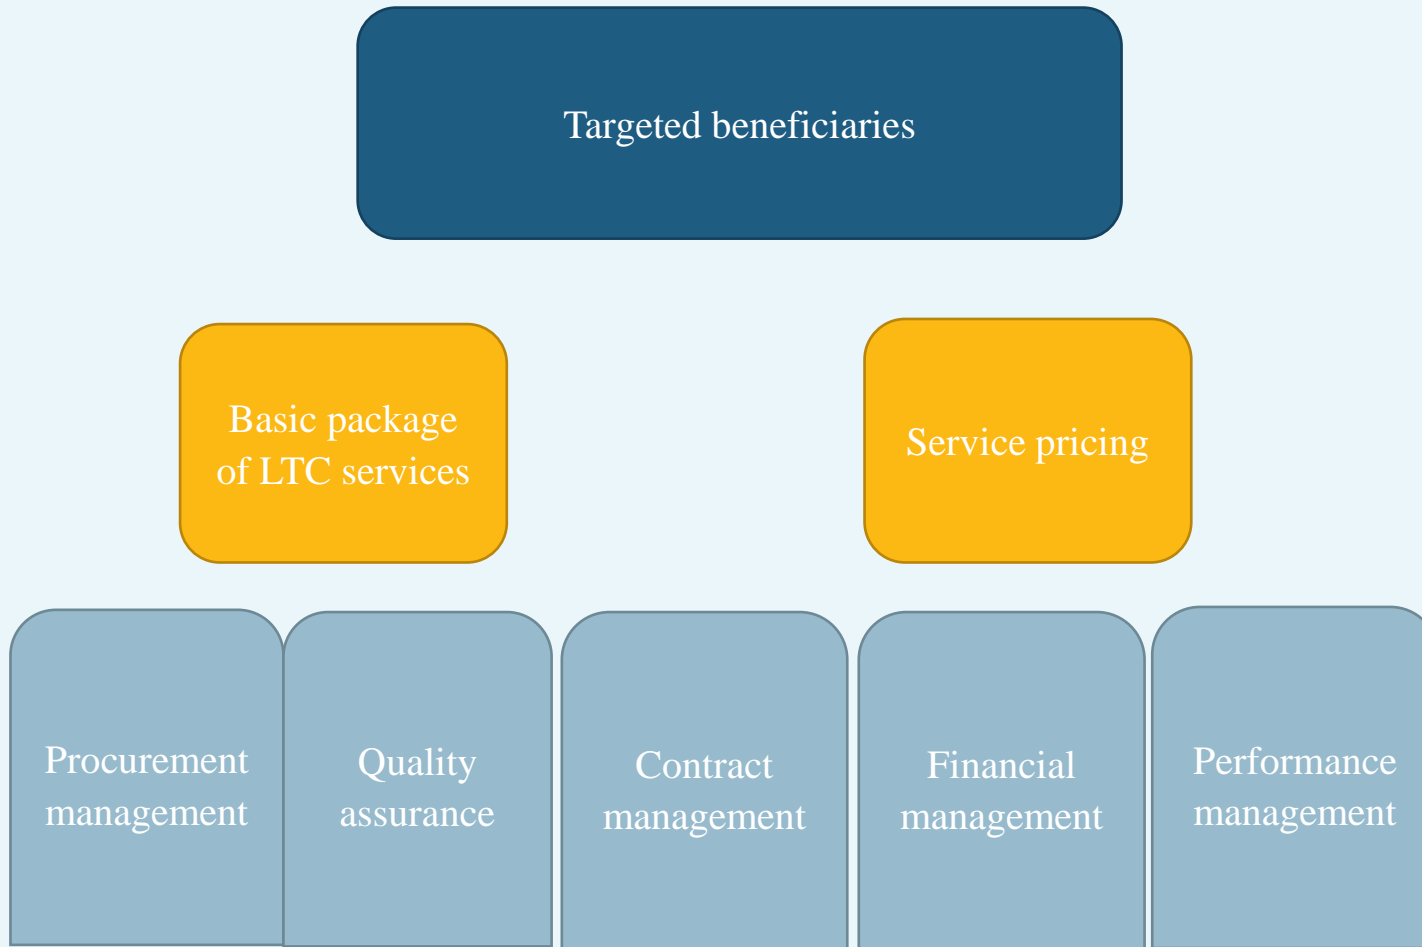 Targeted beneficiaries
Basic package
of LTC services
Service pricing
Procurement
management
Quality
assurance
Contract
management
Financial
management
Performance
management